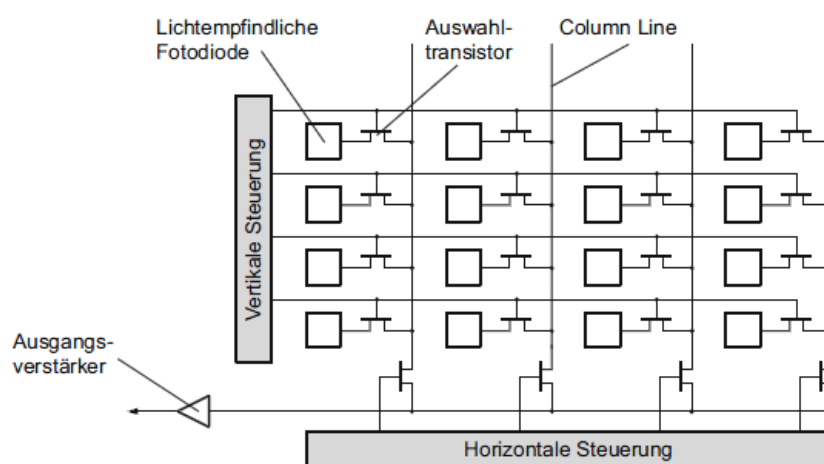 Lichtempfindliche
Fotodiode
Auswahl-
transistor
Column Line
Vertikale Steuerung
Ausgangs-
verstärker
Horizontale Steuerung